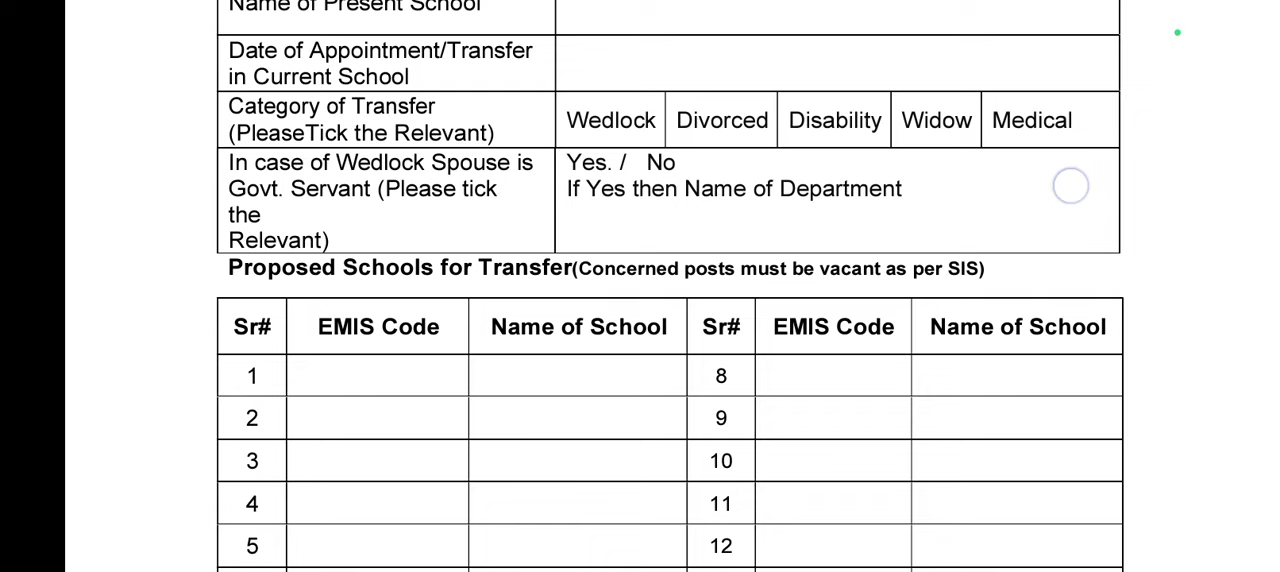 Name of Present School
Date of Appointment/Transfer
in Current School
Category of Transfer
(PleaseTick the Relevant)
Wedlock Divorced Disability Widow Medical
In case of Wedlock Spouse is
Govt. Servant (Please tick
the
Relevant)
Yes. / No
If Yes then Name of Department
Proposed Schools for Transfer(Concerned posts must be vacant as per SIS)
Sr# EMIS Code Name of School Sr# EMIS Code Name of School
1 8
2 9
3 10
4 11
5 12